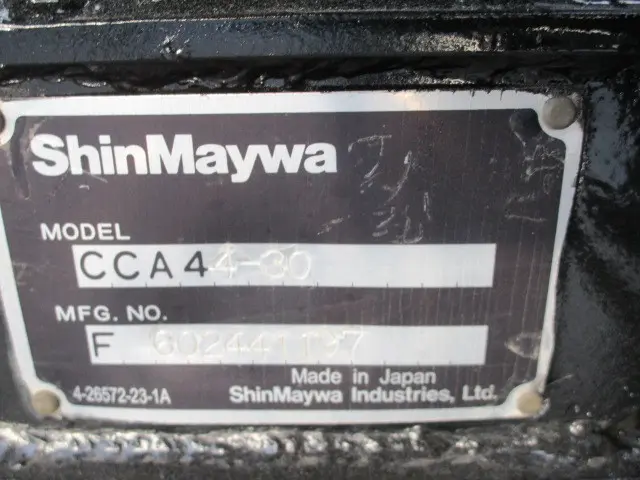 ShinMaywa
MODEL
CCA44-30
MFG. NO.
F
Made in Japan
4-26572-23-1A
ShinMaywa Industries, Ltd.